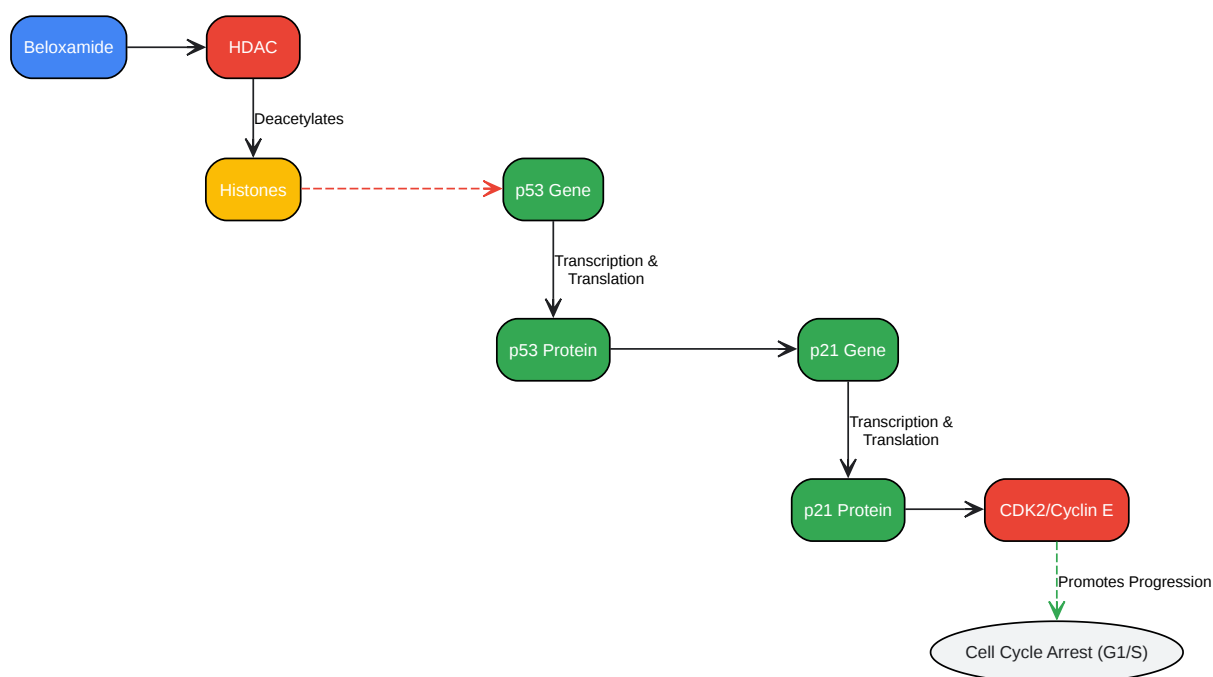 Beloxamide
HDAC
Deacetylates
Histones
p53 Gene
Transcription &
Translation
p53 Protein
p21 Gene
Transcription &
Translation
p21 Protein
CDK2/Cyclin E
Promotes Progression
Cell Cycle Arrest (G1/S)